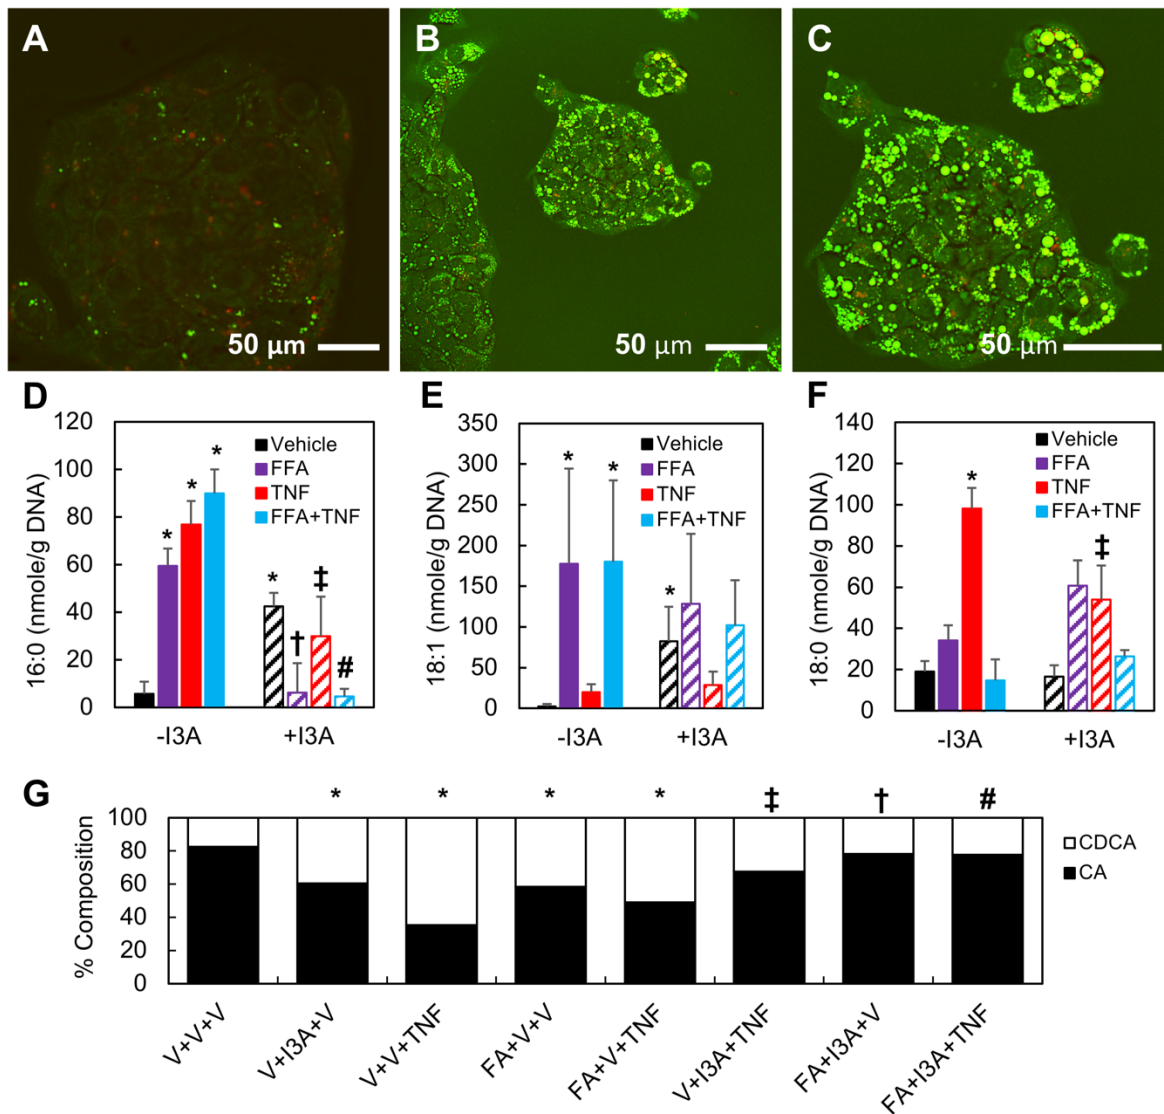 A
50 µm
B
50 µm
C
50 µm
D
16:0 (nmole/g DNA)
120
100
80
60
40
20
0
Vehicle
FFA
TNF
FFA+TNF
*
*
*
*
†
‡
#
-I3A
+I3A
E
18:1 (nmole/g DNA)
350
300
250
200
150
100
50
0
Vehicle
FFA
TNF
FFA+TNF
*
*
*
-I3A
+I3A
F
18:0 (nmole/g DNA)
140
120
100
80
60
40
20
0
Vehicle
FFA
TNF
FFA+TNF
*
‡
-I3A
+I3A
G
* * * * ‡ † #
% Composition
100
80
60
40
20
0
CDCA
CA
V+V+V
V+I3A+V
V+V+TNF
FA+V+V
FA+V+TNF
V+I3A+TNF
FA+I3A+V
FA+I3A+TNF